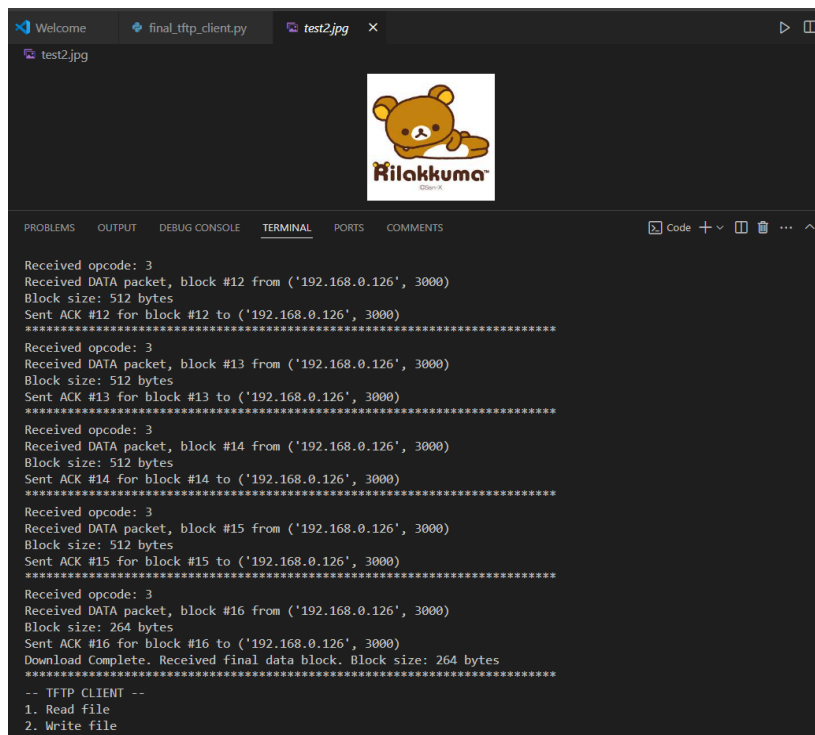 Welcome
final_tftp_client.py
test2.jpg
test2.jpg
Rilakkuma™
©San-X
PROBLEMS OUTPUT DEBUG CONSOLE TERMINAL PORTS COMMENTS
Code
Received opcode: 3
Received DATA packet, block #12 from ('192.168.0.126', 3000)
Block size: 512 bytes
Sent ACK #12 for block #12 to ('192.168.0.126', 3000)
***************************************************************************
Received opcode: 3
Received DATA packet, block #13 from ('192.168.0.126', 3000)
Block size: 512 bytes
Sent ACK #13 for block #13 to ('192.168.0.126', 3000)
***************************************************************************
Received opcode: 3
Received DATA packet, block #14 from ('192.168.0.126', 3000)
Block size: 512 bytes
Sent ACK #14 for block #14 to ('192.168.0.126', 3000)
***************************************************************************
Received opcode: 3
Received DATA packet, block #15 from ('192.168.0.126', 3000)
Block size: 512 bytes
Sent ACK #15 for block #15 to ('192.168.0.126', 3000)
***************************************************************************
Received opcode: 3
Received DATA packet, block #16 from ('192.168.0.126', 3000)
Block size: 264 bytes
Sent ACK #16 for block #16 to ('192.168.0.126', 3000)
Download Complete. Received final data block. Block size: 264 bytes
***************************************************************************
-- TFTP CLIENT --
1. Read file
2. Write file